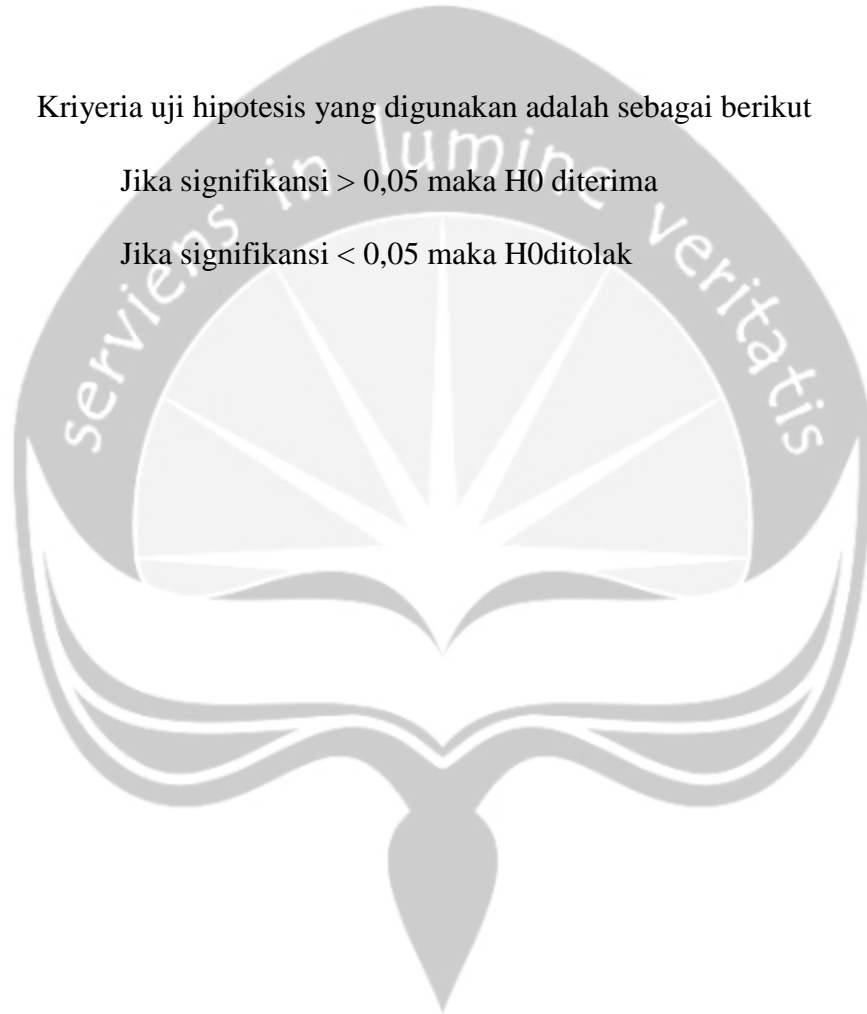 Kriyeria uji hipotesis yang digunakan adalah sebagai berikut
Jika signifikansi > 0,05 maka H0 diterima
Jika signifikansi < 0,05 maka H0ditolak
serviens in lumine veritatis